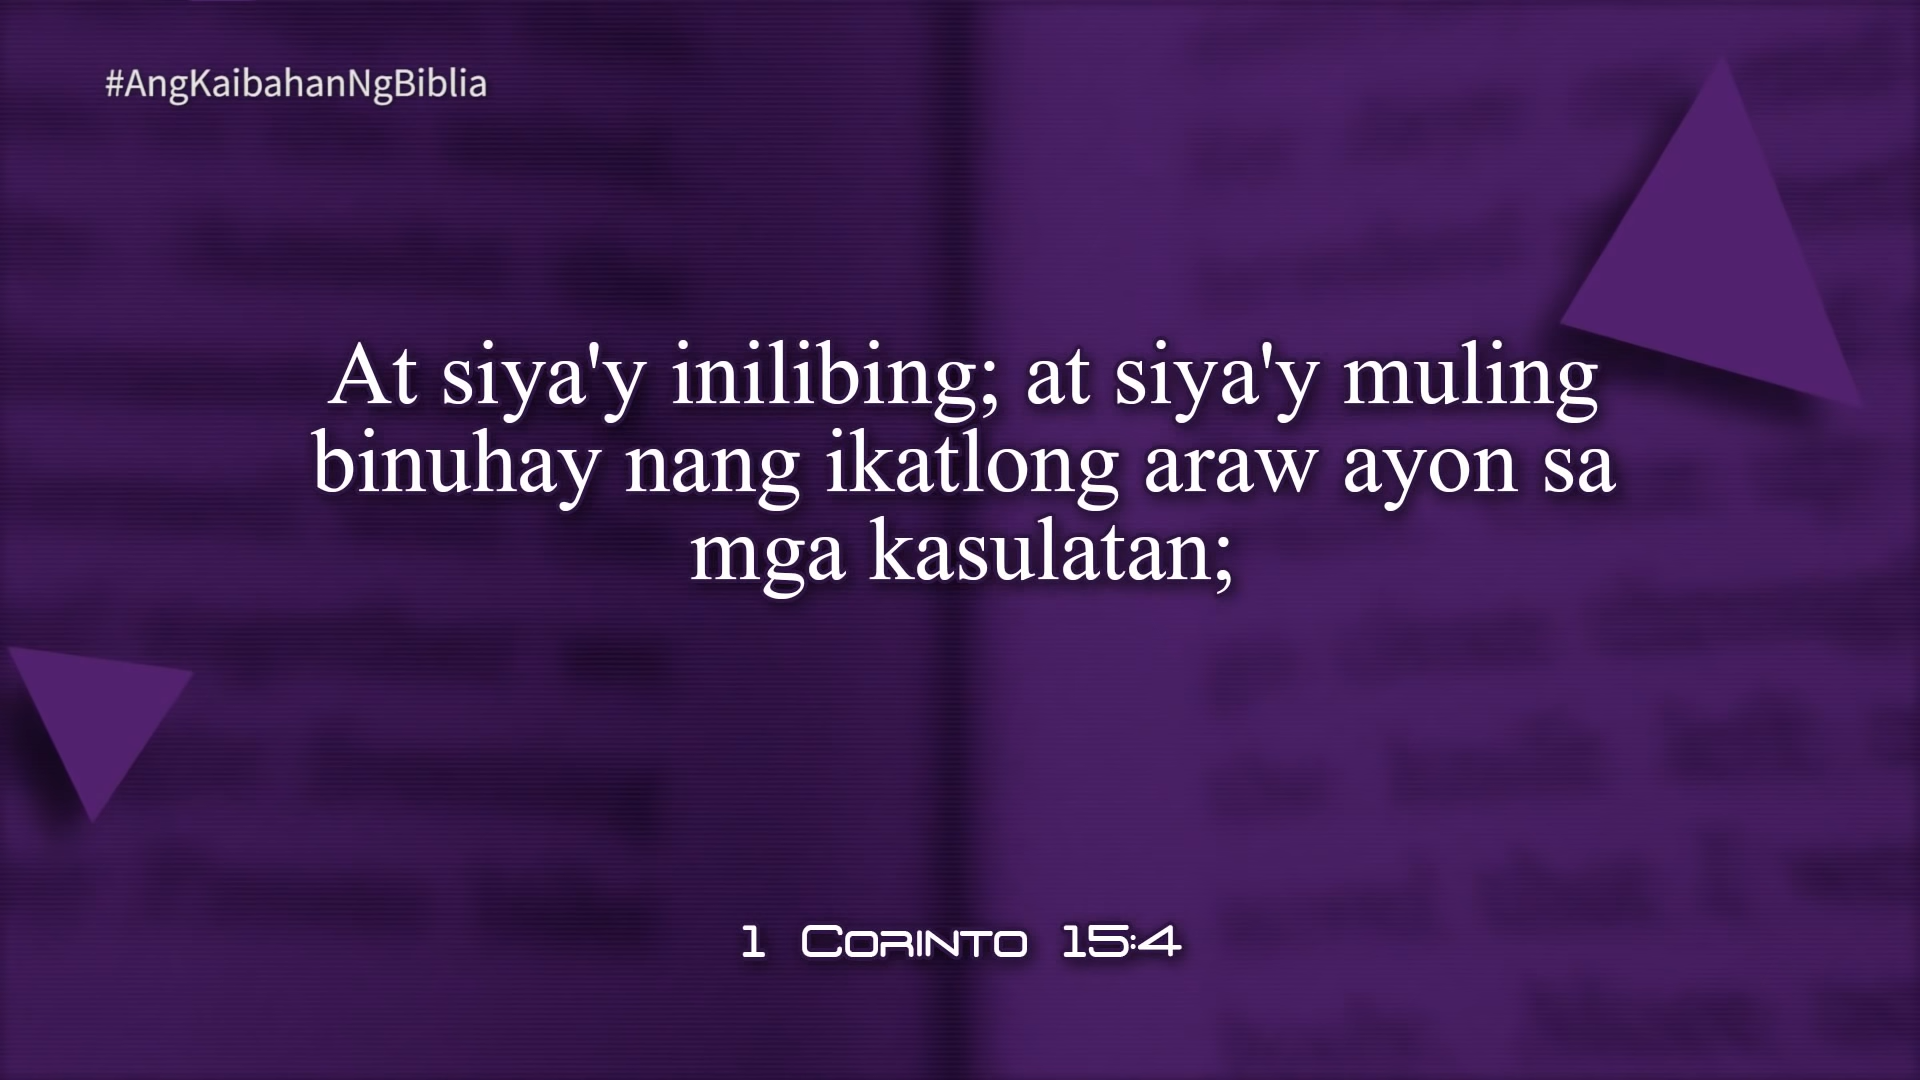 #AngKaibahanNgBiblia
At siya'y inilibing; at siya'y muling
binuhay nang ikatlong araw ayon sa
mga kasulatan;
1 Corinto 15:4